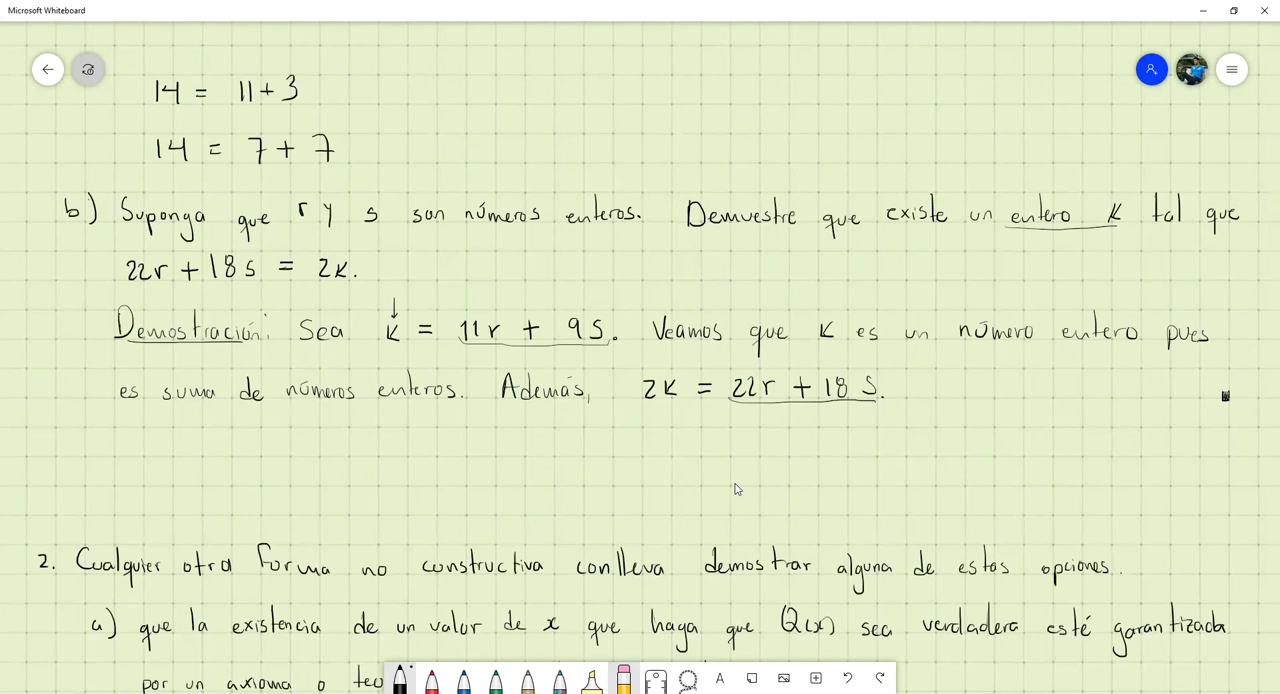 Microsoft Whiteboard
14 = 11 + 3
14 = 7 + 7
b) Suponga que r y s son números enteros. Demuestre que existe un entero K tal que
22r + 18s = 2K.
Demostración: Sea K = 11r + 9s. Veamos que K es un número entero pues
es suma de números enteros. Además, 2K = 22r + 18s.
2. Cualquier otra forma no constructiva conlleva demostrar alguna de estas opciones.
a) que la existencia de un valor de x que haga que Q(x) sea verdadera esté garantizada
por un axioma o
A